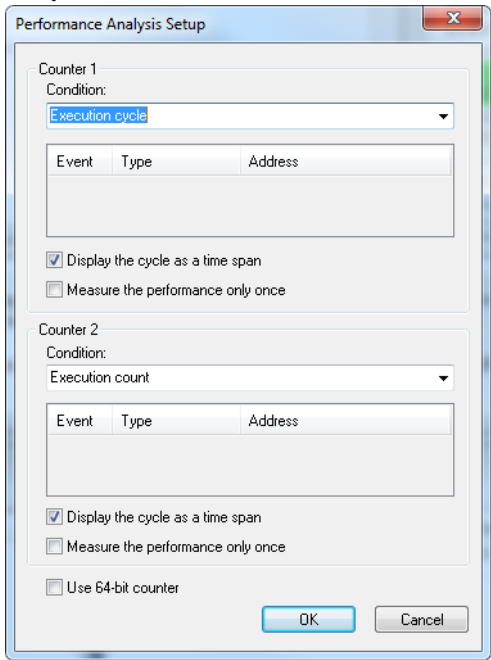 Performance Analysis Setup
Counter 1
Condition:
Execution cycle
Event Type Address
Display the cycle as a time span
Measure the performance only once
Counter 2
Condition:
Execution count
Event Type Address
Display the cycle as a time span
Measure the performance only once
Use 64-bit counter
OK Cancel